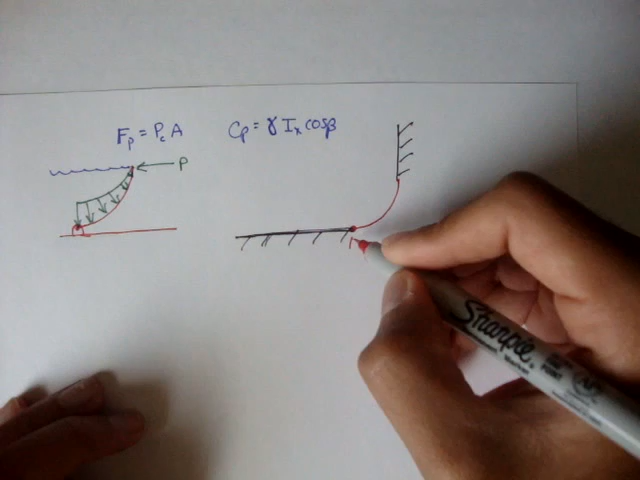 Fp = Pc A
Cp = γ Ix cosβ
P
Sharpie